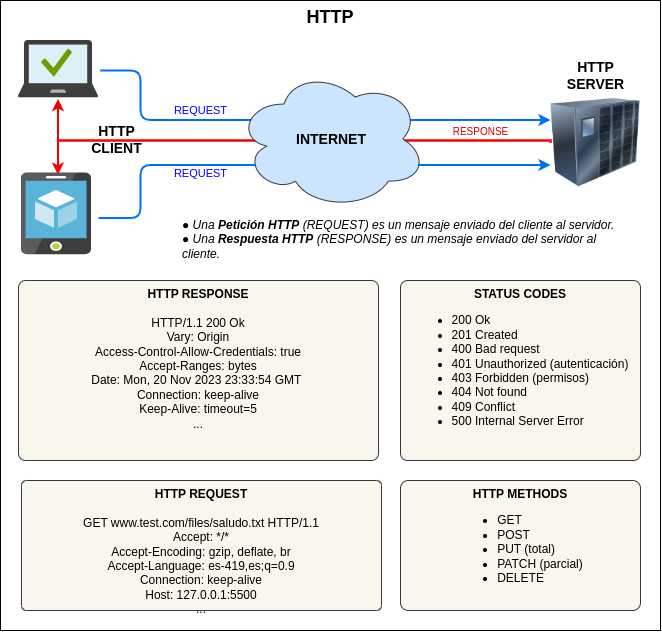 HTTP
HTTP
SERVER
REQUEST
HTTP
CLIENT
INTERNET
RESPONSE
REQUEST
● Una Petición HTTP (REQUEST) es un mensaje enviado del cliente al servidor.
● Una Respuesta HTTP (RESPONSE) es un mensaje enviado del servidor al
cliente.
HTTP RESPONSE
HTTP/1.1 200 Ok
Vary: Origin
Access-Control-Allow-Credentials: true
Accept-Ranges: bytes
Date: Mon, 20 Nov 2023 23:33:54 GMT
Connection: keep-alive
Keep-Alive: timeout=5
...
STATUS CODES
• 200 Ok
• 201 Created
• 400 Bad request
• 401 Unauthorized (autenticación)
• 403 Forbidden (permisos)
• 404 Not found
• 409 Conflict
• 500 Internal Server Error
HTTP REQUEST
GET www.test.com/files/saludo.txt HTTP/1.1
Accept: */*
Accept-Encoding: gzip, deflate, br
Accept-Language: es-419,es;q=0.9
Connection: keep-alive
Host: 127.0.0.1:5500
...
HTTP METHODS
• GET
• POST
• PUT (total)
• PATCH (parcial)
• DELETE